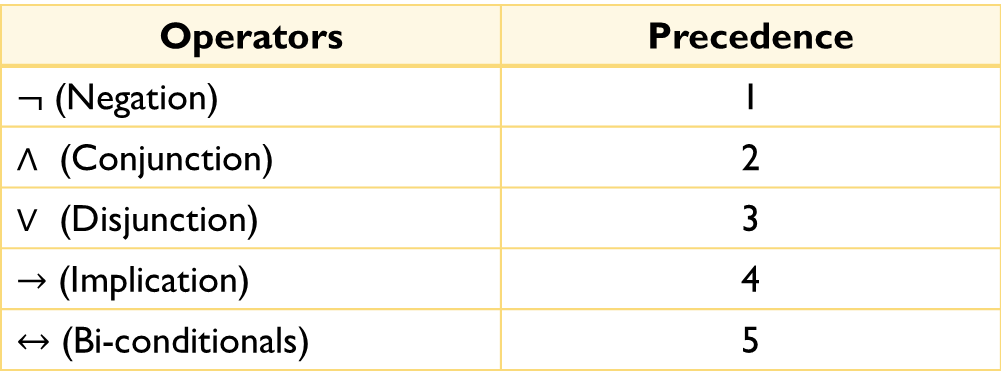 Operators Precedence
¬ (Negation) 1
∧ (Conjunction) 2
∨ (Disjunction) 3
→ (Implication) 4
↔ (Bi-conditionals) 5